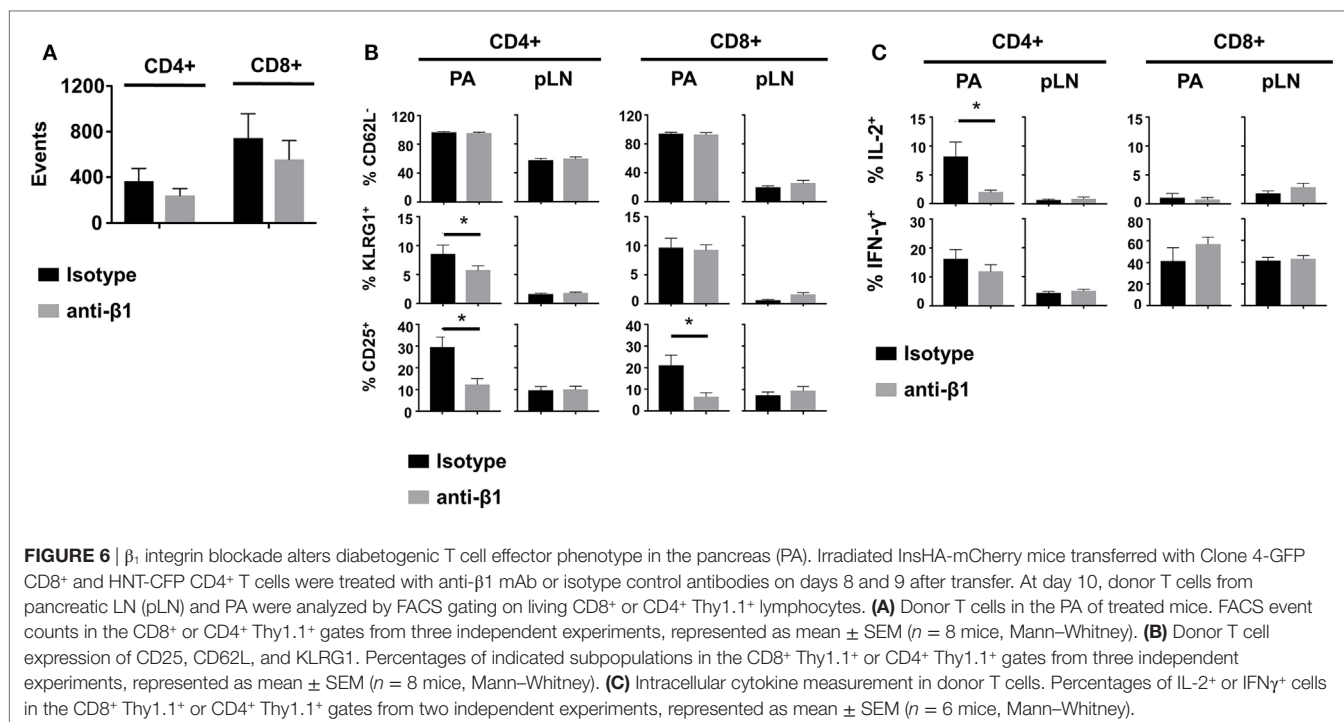 A
CD4+ CD8+
1200
800
400
0
Events
Isotype
anti-β1
B
CD4+ CD8+
PA pLN PA pLN
% CD62L⁻
120
80
40
0
120
80
40
0
% KLRG1⁺
15
10
5
0
*
15
10
5
0
% CD25⁺
40
30
20
10
0
*
40
30
20
10
0
*
Isotype
anti-β1
C
CD4+ CD8+
PA pLN PA pLN
% IL-2⁺
15
10
5
0
*
15
10
5
0
% IFN-γ⁺
30
20
10
0
80
60
40
20
0
Isotype
anti-β1
FIGURE 6 | β₁ integrin blockade alters diabetogenic T cell effector phenotype in the pancreas (PA). Irradiated InsHA-mCherry mice transferred with Clone 4-GFP
CD8⁺ and HNT-CFP CD4⁺ T cells were treated with anti-β1 mAb or isotype control antibodies on days 8 and 9 after transfer. At day 10, donor T cells from
pancreatic LN (pLN) and PA were analyzed by FACS gating on living CD8⁺ or CD4⁺ Thy1.1⁺ lymphocytes. (A) Donor T cells in the PA of treated mice. FACS event
counts in the CD8⁺ or CD4⁺ Thy1.1⁺ gates from three independent experiments, represented as mean ± SEM (n = 8 mice, Mann–Whitney). (B) Donor T cell
expression of CD25, CD62L, and KLRG1. Percentages of indicated subpopulations in the CD8⁺ Thy1.1⁺ or CD4⁺ Thy1.1⁺ gates from three independent
experiments, represented as mean ± SEM (n = 8 mice, Mann–Whitney). (C) Intracellular cytokine measurement in donor T cells. Percentages of IL-2⁺ or IFNγ⁺ cells
in the CD8⁺ Thy1.1⁺ or CD4⁺ Thy1.1⁺ gates from two independent experiments, represented as mean ± SEM (n = 6 mice, Mann–Whitney).